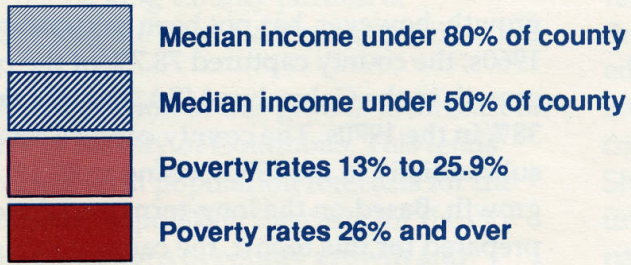 Median income under 80% of county
Median income under 50% of county
Poverty rates 13% to 25.9%
Poverty rates 26% and over